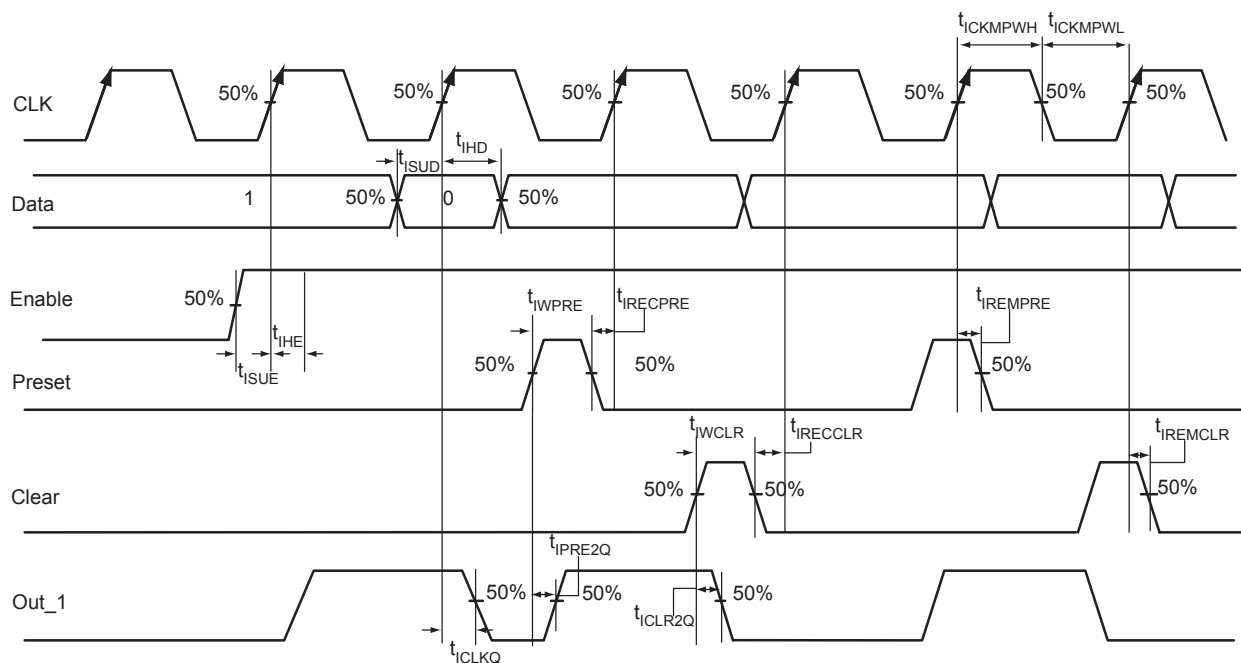 tICKMPWH tICKMPWL
CLK 50% 50% 50% 50% 50% 50% 50%
tISUD tIHD
Data 1 50% 0 50%
Enable 50% tIHE tISUE
tIWPRE tIRECPRE tIREMPRE
Preset 50% 50% 50%
tIWCLR tIRECCLR tIREMCLR
Clear 50% 50% 50%
tIPRE2Q
Out_1 50% 50% tICLR2Q 50%
tICLKQ